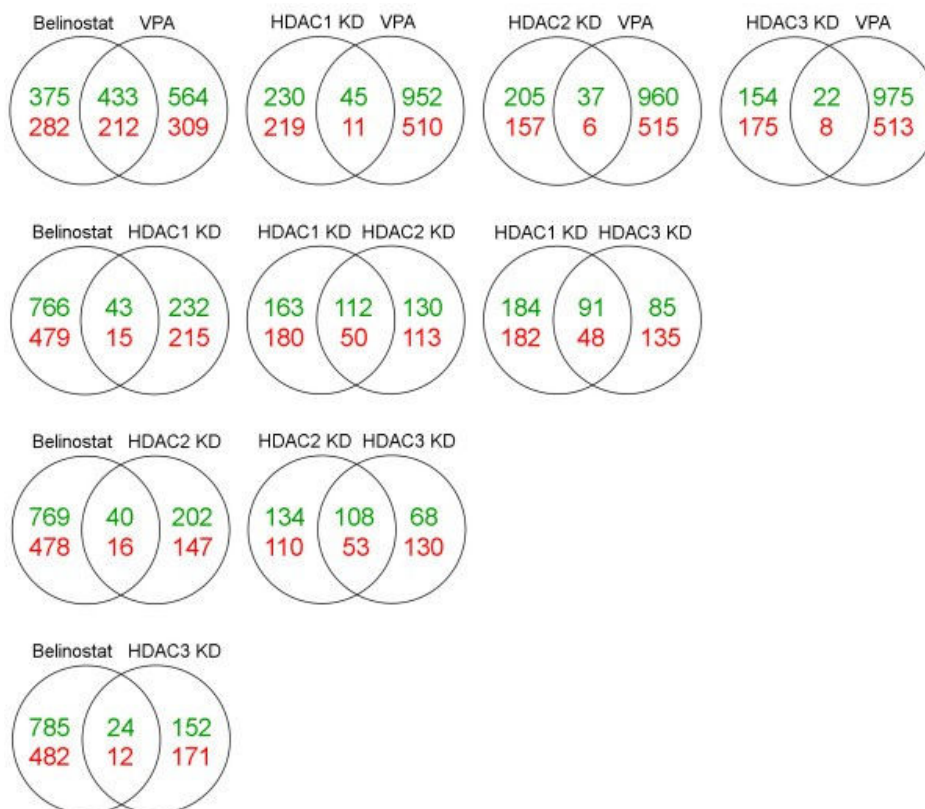 Belinostat VPA HDAC1 KD VPA HDAC2 KD VPA HDAC3 KD VPA
375 433 564 230 45 952 205 37 960 154 22 975
282 212 309 219 11 510 157 6 515 175 8 513
Belinostat HDAC1 KD HDAC1 KD HDAC2 KD HDAC1 KD HDAC3 KD
766 43 232 163 112 130 184 91 85
479 15 215 180 50 113 182 48 135
Belinostat HDAC2 KD HDAC2 KD HDAC3 KD
769 40 202 134 108 68
478 16 147 110 53 130
Belinostat HDAC3 KD
785 24 152
482 12 171